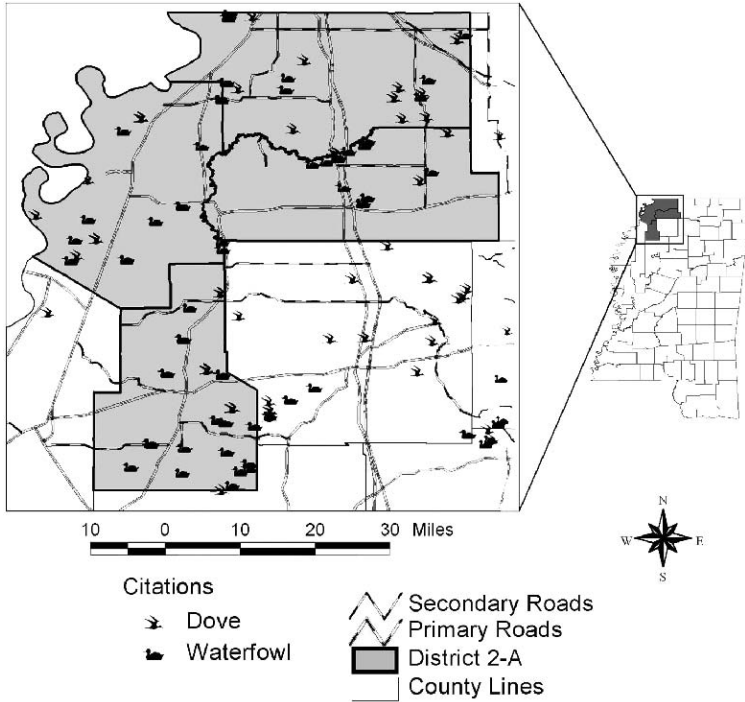 10 0 10 20 30 Miles
N
W E
S
Citations
Dove
Waterfowl
Secondary Roads
Primary Roads
District 2-A
County Lines